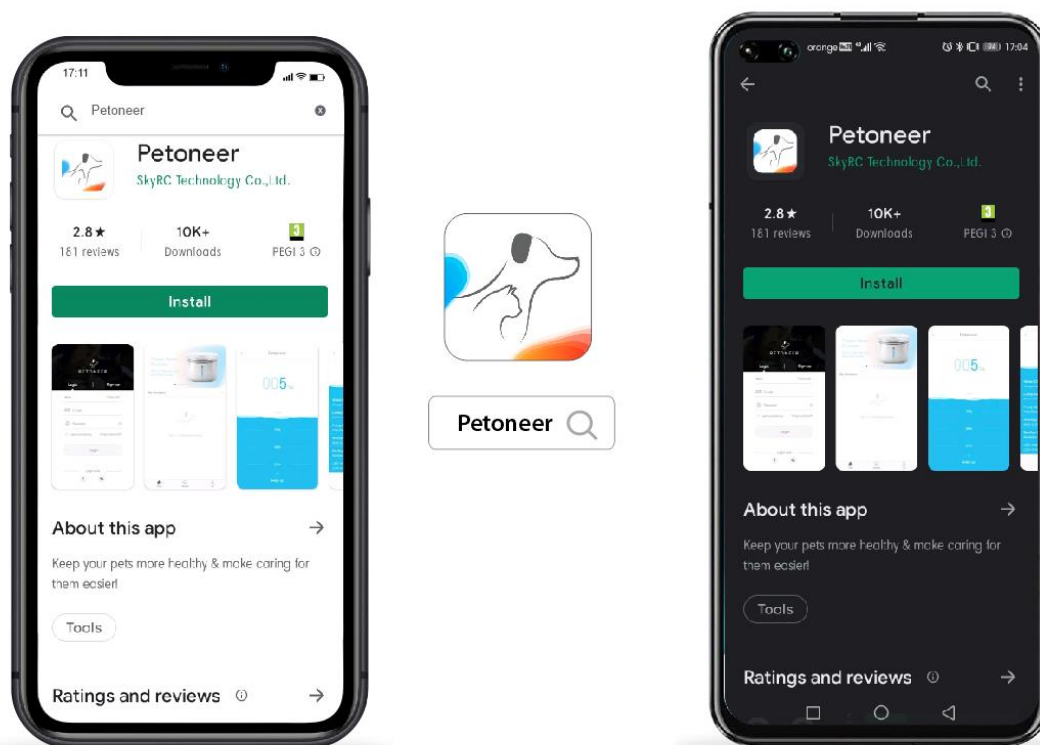 17:11
Petoneer
Petoneer
SkyRC Technology Co.,Ltd.
2.8★
10K+
3
181 reviews
Downloads
PEGI 3
Install
005
About this app
Keep your pets more healthy & make caring for
them easier!
Tools
Ratings and reviews
Petoneer
orange
17:04
Petoneer
SkyRC Technology Co.,Ltd.
2.8★
10K+
3
181 reviews
Downloads
PEGI 3
Install
005
About this app
Keep your pets more healthy & make caring for
them easier!
Tools
Ratings and reviews